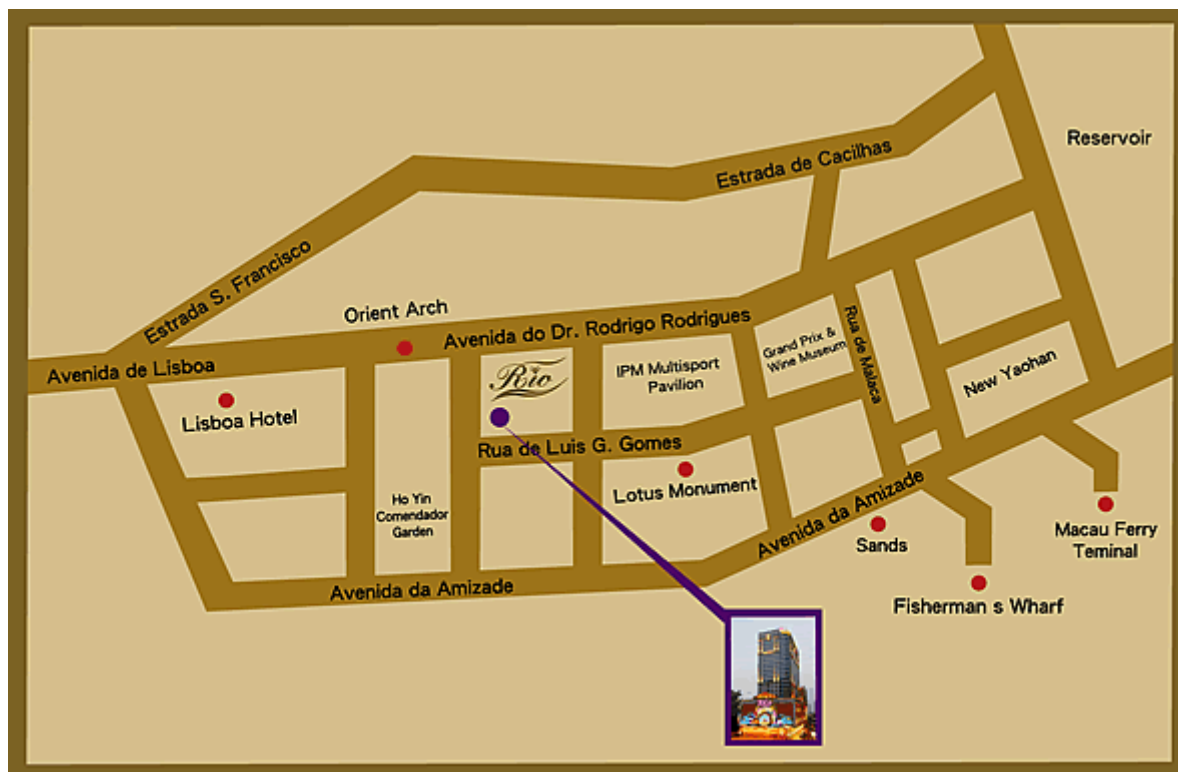 Reservoir
Estrada de Cacilhas
Estrada S. Francisco
Orient Arch
Avenida do Dr. Rodrigo Rodrigues
Avenida de Lisboa
Grand Prix &
Wine Museum
Rua de Malaca
IPM Multisport
Pavilion
Rio
New Yaohan
Lisboa Hotel
Rua de Luis G. Gomes
Lotus Monument
Ho Yin
Comendador
Garden
Avenida da Amizade
Sands
Macau Ferry
Teminal
Avenida da Amizade
Fisherman s Wharf